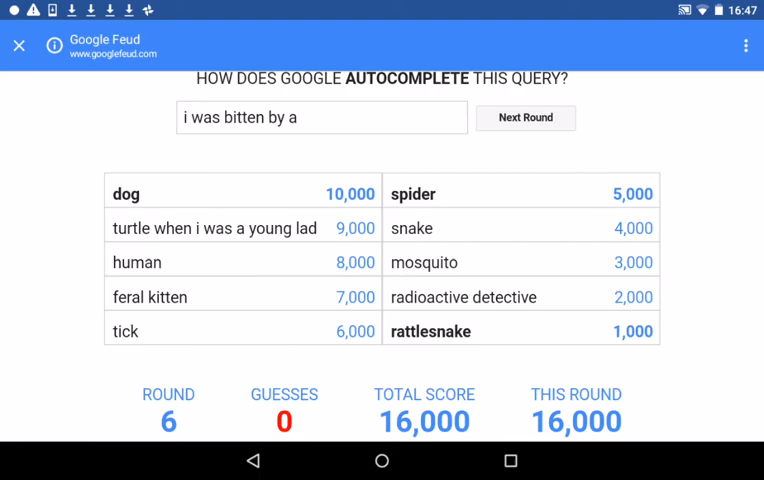 16:47
Google Feud
www.googlefeud.com
HOW DOES GOOGLE AUTOCOMPLETE THIS QUERY?
i was bitten by a
Next Round
dog 10,000
turtle when i was a young lad 9,000
human 8,000
feral kitten 7,000
tick 6,000
spider 5,000
snake 4,000
mosquito 3,000
radioactive detective 2,000
rattlesnake 1,000
ROUND
6
GUESSES
0
TOTAL SCORE
16,000
THIS ROUND
16,000